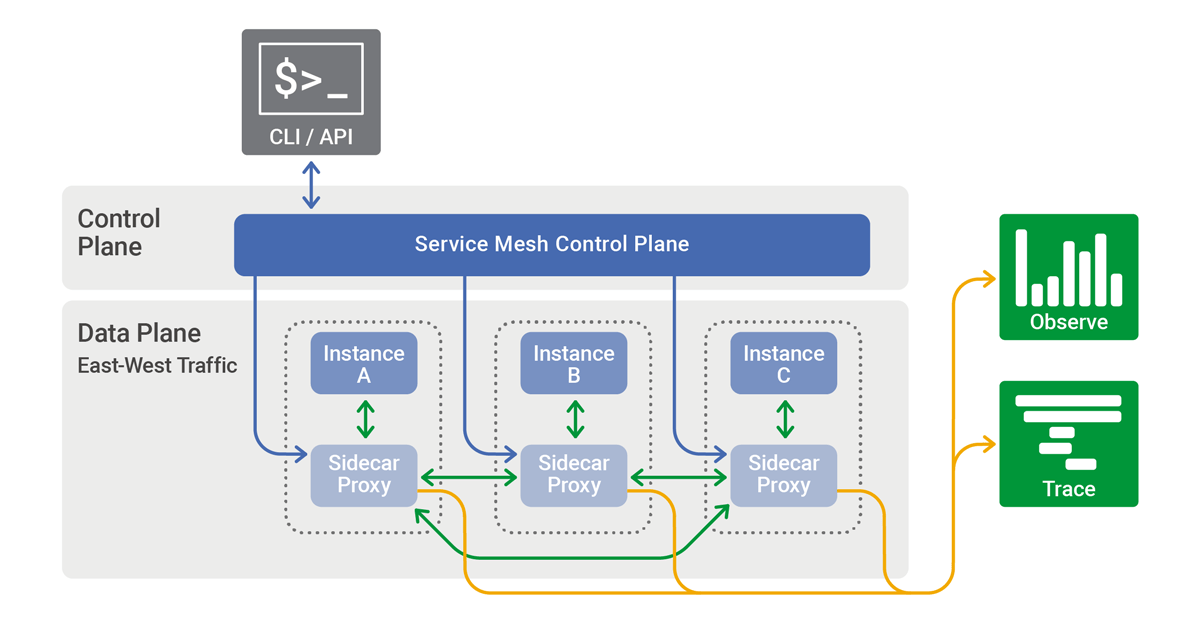 $>_
CLI / API
Control
Plane
Service Mesh Control Plane
Data Plane
East-West Traffic
Instance
A
Sidecar
Proxy
Instance
B
Sidecar
Proxy
Instance
C
Sidecar
Proxy
Observe
Trace